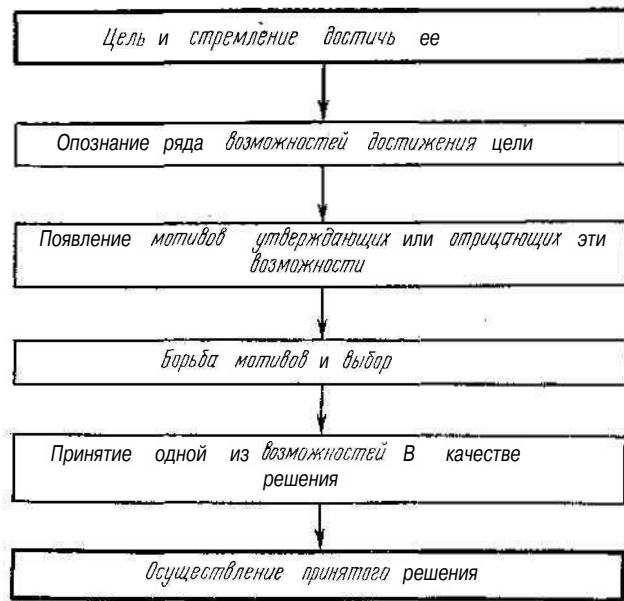 Цель и стремление достичь ее
Опознание ряда возможностей достижения цели
Появление мотивов утверждающих или отрицающих эти
возможности
Борьба мотивов и выбор
Принятие одной из возможностей В качестве
решения
Осуществление принятого решения